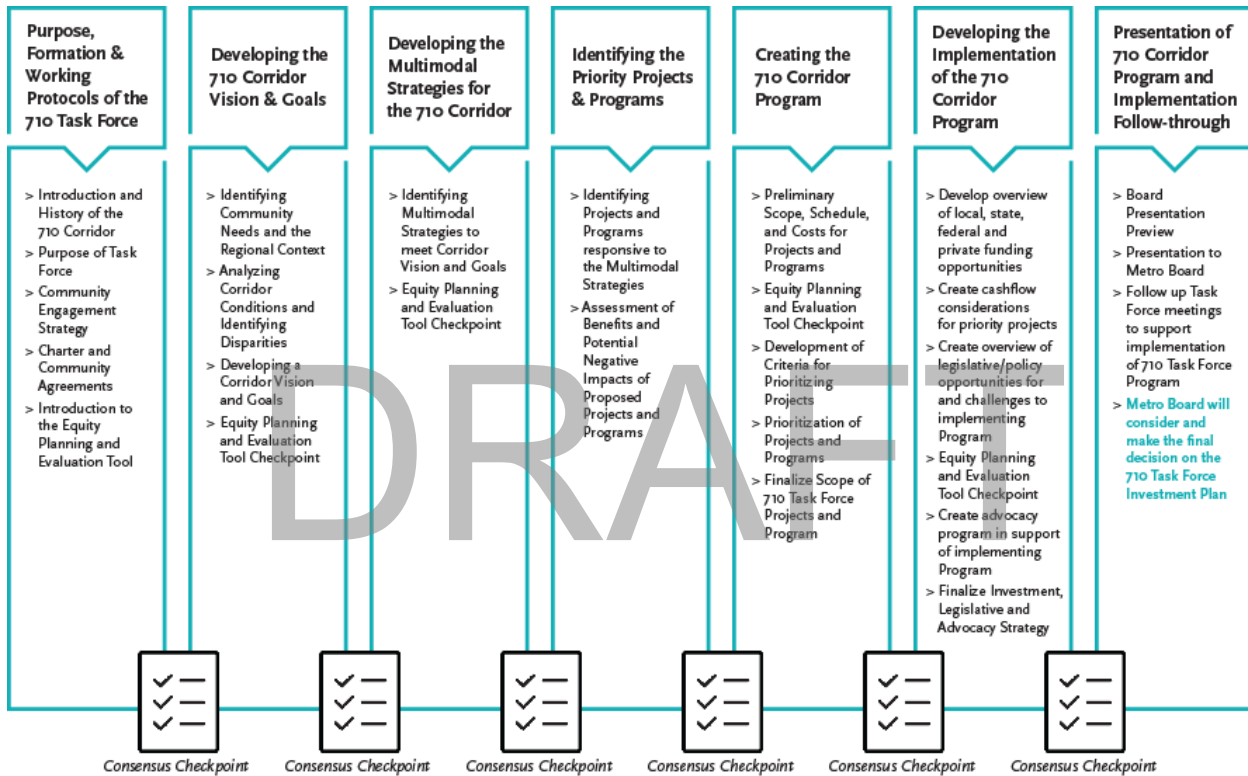 Purpose,
Formation &
Working
Protocols of the
710 Task Force
> Introduction and
History of the
710 Corridor
> Purpose of Task
Force
> Community
Engagement
Strategy
> Charter and
Community
Agreements
> Introduction to
the Equity
Planning and
Evaluation Tool
Developing the
710 Corridor
Vision & Goals
> Identifying
Community
Needs and the
Regional Context
> Analyzing
Corridor
Conditions and
Identifying
Disparities
> Developing a
Corridor Vision
and Goals
> Equity Planning
and Evaluation
Tool Checkpoint
Developing the
Multimodal
Strategies for
the 710 Corridor
> Identifying
Multimodal
Strategies to
meet Corridor
Vision and Goals
> Equity Planning
and Evaluation
Tool Checkpoint
Identifying the
Priority Projects
& Programs
> Identifying
Projects and
Programs
responsive to
the Multimodal
Strategies
> Assessment of
Benefits and
Potential
Negative
Impacts of
Proposed
Projects and
Programs
Creating the
710 Corridor
Program
> Preliminary
Scope, Schedule,
and Costs for
Projects and
Programs
> Equity Planning
and Evaluation
Tool Checkpoint
> Development of
Criteria for
Prioritizing
Projects
> Prioritization of
Projects and
Programs
> Finalize Scope of
710 Task Force
Projects and
Program
Developing the
Implementation
of the 710
Corridor
Program
> Develop overview
of local, state,
federal and
private funding
opportunities
> Create cashflow
considerations
for priority projects
> Create overview of
legislative/policy
opportunities for
and challenges to
implementing
Program
> Equity Planning
and Evaluation
Tool Checkpoint
> Create advocacy
program in support
of implementing
Program
> Finalize Investment,
Legislative and
Advocacy Strategy
Presentation of
710 Corridor
Program and
Implementation
Follow-through
> Board
Presentation
Preview
> Presentation to
Metro Board
> Follow up Task
Force meetings
to support
implementation
of 710 Task Force
Program
> Metro Board will
consider and
make the final
decision on the
710 Task Force
Investment Plan
DRAFT
Consensus Checkpoint
Consensus Checkpoint
Consensus Checkpoint
Consensus Checkpoint
Consensus Checkpoint
Consensus Checkpoint